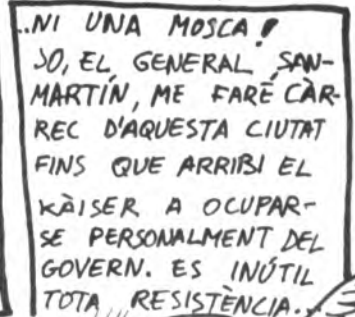 ..NI UNA MOSCA!
JO, EL GENERAL SAN-
MARTÍN, ME FARÉ CÀR-
REC D'AQUESTA CIUTAT
FINS QUE ARRIBI EL
KÀISER A OCUPAR-
SE PERSONALMENT DEL
GOVERN. ES INÚTIL
TOTA RESISTÈNCIA.